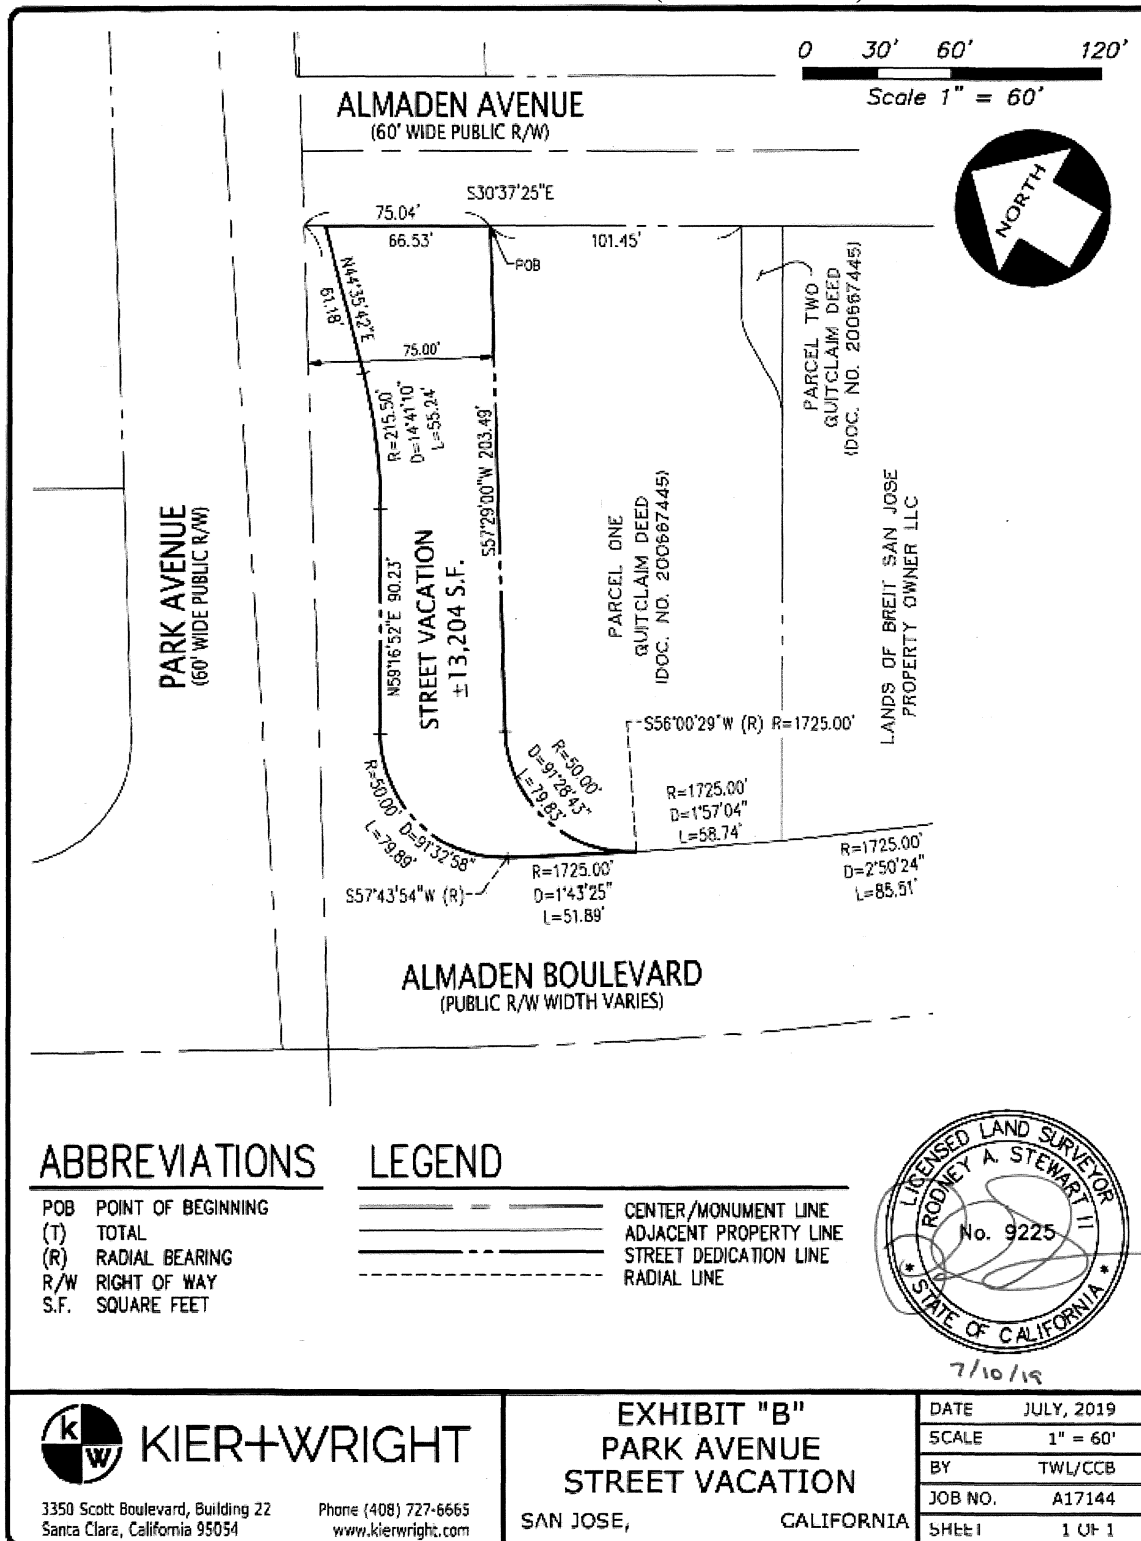 0 30' 60' 120'
Scale 1" = 60'
ALMADEN AVENUE
(60' WIDE PUBLIC R/W)
NORTH
S30°37'25"E
75.04'
66.53'
101.45'
POB
N44°35'42"E
61.18'
75.00'
R=215.50'
D=14°41'10"
L=55.24'
S57°29'00"W 203.49'
PARCEL TWO
QUITCLAIM DEED
(DOC. NO. 200667445)
PARK AVENUE
(60' WIDE PUBLIC R/W)
N59°16'52"E 90.23'
STREET VACATION
±13,204 S.F.
PARCEL ONE
QUITCLAIM DEED
(DOC. NO. 200667445)
LANDS OF BREIT SAN JOSE
PROPERTY OWNER LLC
S56°00'29"W (R) R=1725.00'
R=50.00'
D=91°28'43"
L=79.83'
R=50.00' D=91°32'58"
L=79.89'
R=1725.00'
D=1°57'04"
L=58.74'
R=1725.00'
D=2°50'24"
L=85.51'
S57°43'54"W (R)
R=1725.00'
D=1°43'25"
L=51.89'
ALMADEN BOULEVARD
(PUBLIC R/W WIDTH VARIES)
ABBREVIATIONS
POB POINT OF BEGINNING
(T) TOTAL
(R) RADIAL BEARING
R/W RIGHT OF WAY
S.F. SQUARE FEET
LEGEND
CENTER/MONUMENT LINE
ADJACENT PROPERTY LINE
STREET DEDICATION LINE
RADIAL LINE
LICENSED LAND SURVEYOR
RODNEY A. STEWART II
No. 9225
* STATE OF CALIFORNIA *
7/10/19
k W KIER+WRIGHT
3350 Scott Boulevard, Building 22
Santa Clara, California 95054
Phone (408) 727-6665
www.kierwright.com
EXHIBIT "B"
PARK AVENUE
STREET VACATION
SAN JOSE, CALIFORNIA
DATE JULY, 2019
SCALE 1" = 60'
BY TWL/CCB
JOB NO. A17144
SHEET 1 OF 1